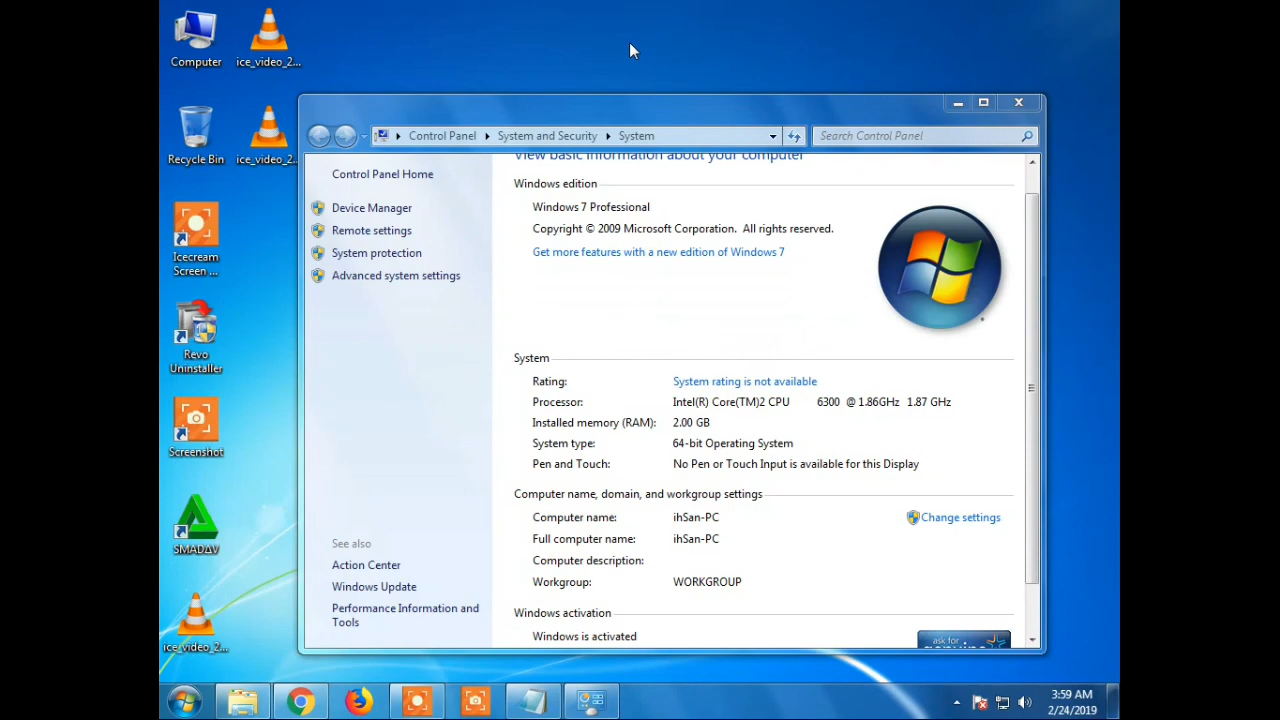 Computer
ice_video_2...
Recycle Bin
ice_video_2...
Icecream
Screen ...
Revo
Uninstaller
Screenshot
SMADΔV
ice_video_2...
Control Panel
System and Security
System
Search Control Panel
Control Panel Home
Device Manager
Remote settings
System protection
Advanced system settings
See also
Action Center
Windows Update
Performance Information and
Tools
View basic information about your computer
Windows edition
Windows 7 Professional
Copyright © 2009 Microsoft Corporation. All rights reserved.
Get more features with a new edition of Windows 7
System
Rating: System rating is not available
Processor: Intel(R) Core(TM)2 CPU 6300 @ 1.86GHz 1.87 GHz
Installed memory (RAM): 2.00 GB
System type: 64-bit Operating System
Pen and Touch: No Pen or Touch Input is available for this Display
Computer name, domain, and workgroup settings
Computer name: ihSan-PC
Change settings
Full computer name: ihSan-PC
Computer description:
Workgroup: WORKGROUP
Windows activation
Windows is activated
ask for
3:59 AM
2/24/2019